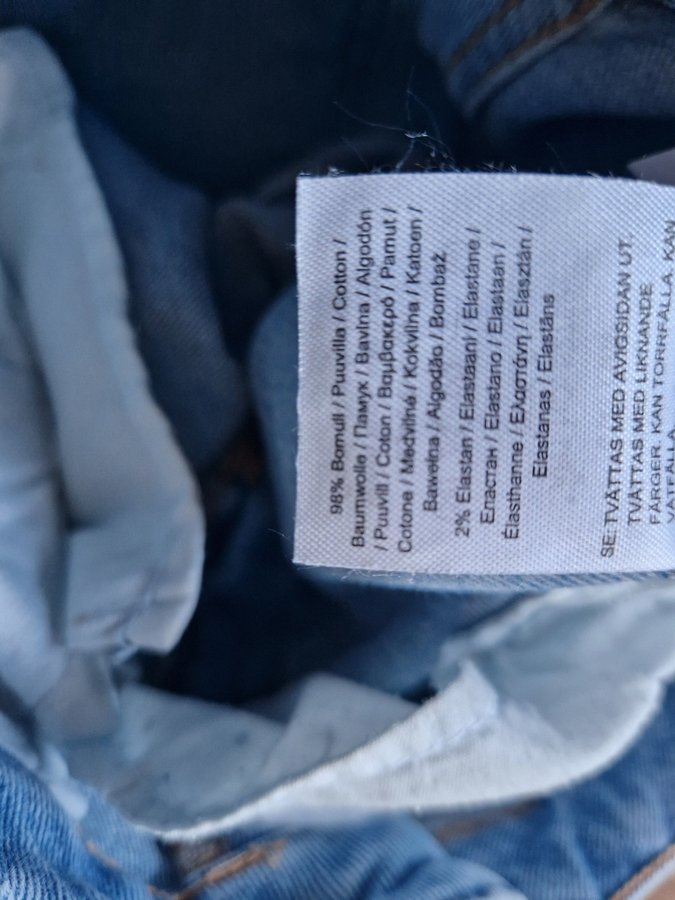 98% Bomull / Puuvilla / Cotton /
Baumwolle / Памук / Bavlna / Algodón
/ Puuvill / Coton / Βαμβακερό / Pamut /
Cotone / Medvilnė / Kokvilna / Katoen /
Bawełna / Algodão / Bombaž
2% Elastan / Elastaani / Elastane /
Еластан / Elastano / Elastaan /
Élasthanne / Ελαστάνη / Elasztán /
Elastanas / Elastāns
SE: TVÄTTAS MED AVIGSIDAN UT.
TVÄTTAS MED LIKNANDE
FÄRGER. KAN TORRFÄLLA. KAN
VÅTFÄLLA.